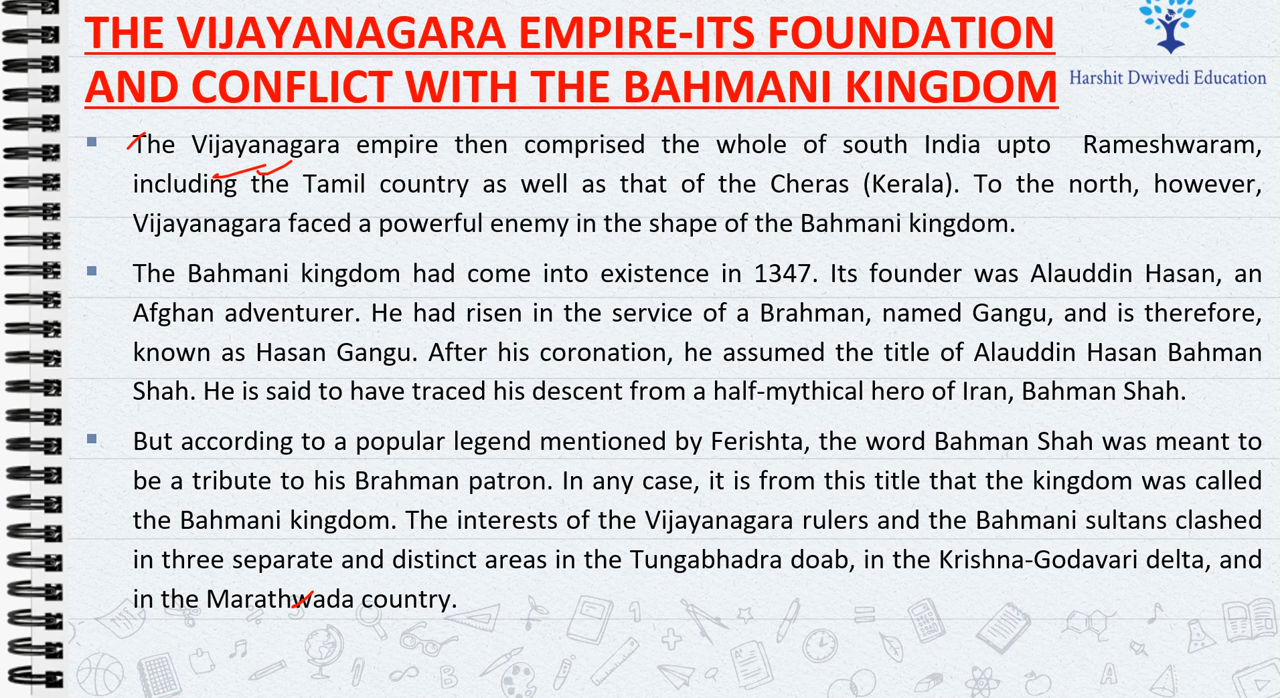 THE VIJAYANAGARA EMPIRE-ITS FOUNDATION
AND CONFLICT WITH THE BAHMANI KINGDOM
Harshit Dwivedi Education
The Vijayanagara empire then comprised the whole of south India upto Rameshwaram,
including the Tamil country as well as that of the Cheras (Kerala). To the north, however,
Vijayanagara faced a powerful enemy in the shape of the Bahmani kingdom.
The Bahmani kingdom had come into existence in 1347. Its founder was Alauddin Hasan, an
Afghan adventurer. He had risen in the service of a Brahman, named Gangu, and is therefore,
known as Hasan Gangu. After his coronation, he assumed the title of Alauddin Hasan Bahman
Shah. He is said to have traced his descent from a half-mythical hero of Iran, Bahman Shah.
But according to a popular legend mentioned by Ferishta, the word Bahman Shah was meant to
be a tribute to his Brahman patron. In any case, it is from this title that the kingdom was called
the Bahmani kingdom. The interests of the Vijayanagara rulers and the Bahmani sultans clashed
in three separate and distinct areas in the Tungabhadra doab, in the Krishna-Godavari delta, and
in the Marathwada country.